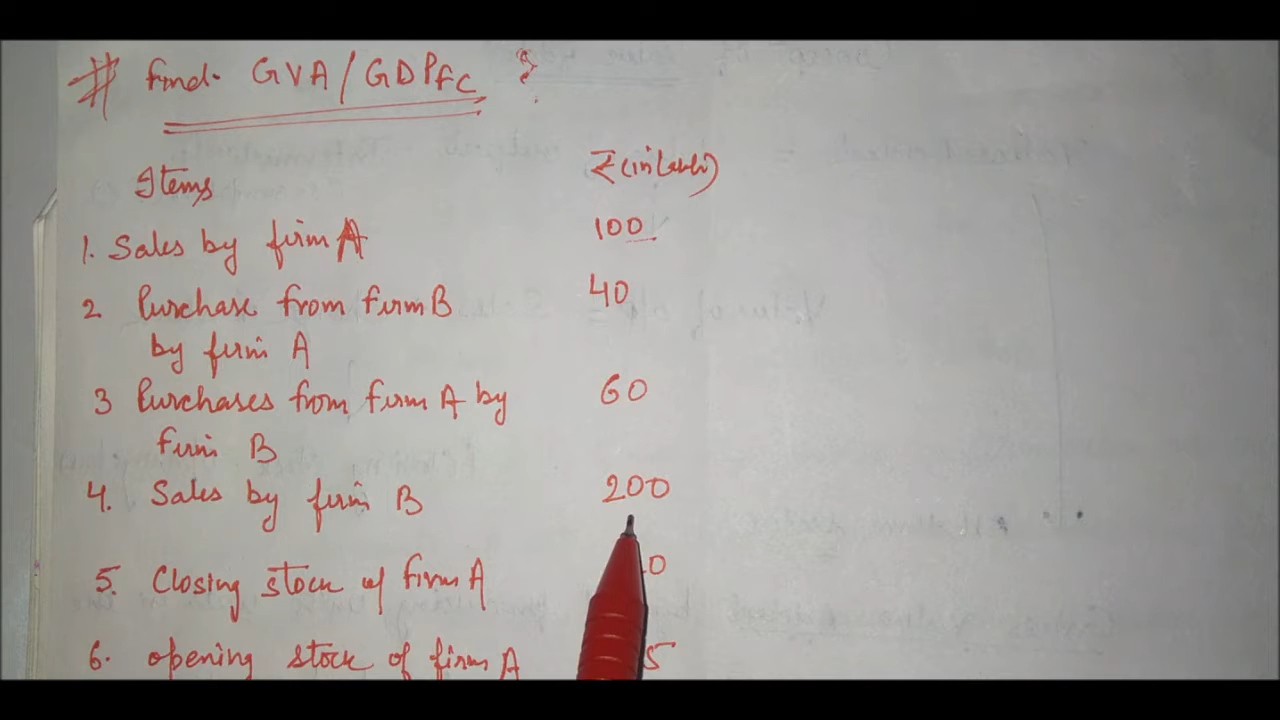 # Find. GVA/GDPFC ?
Items ₹(in lakh)
1. Sales by firm A 100
2 Purchase from Firm B 40
by firm A
3 Purchases from Firm A by 60
Firm B
4. Sales by firm B 200
5. Closing stock of Firm A 0
6. opening stock of firm A 5